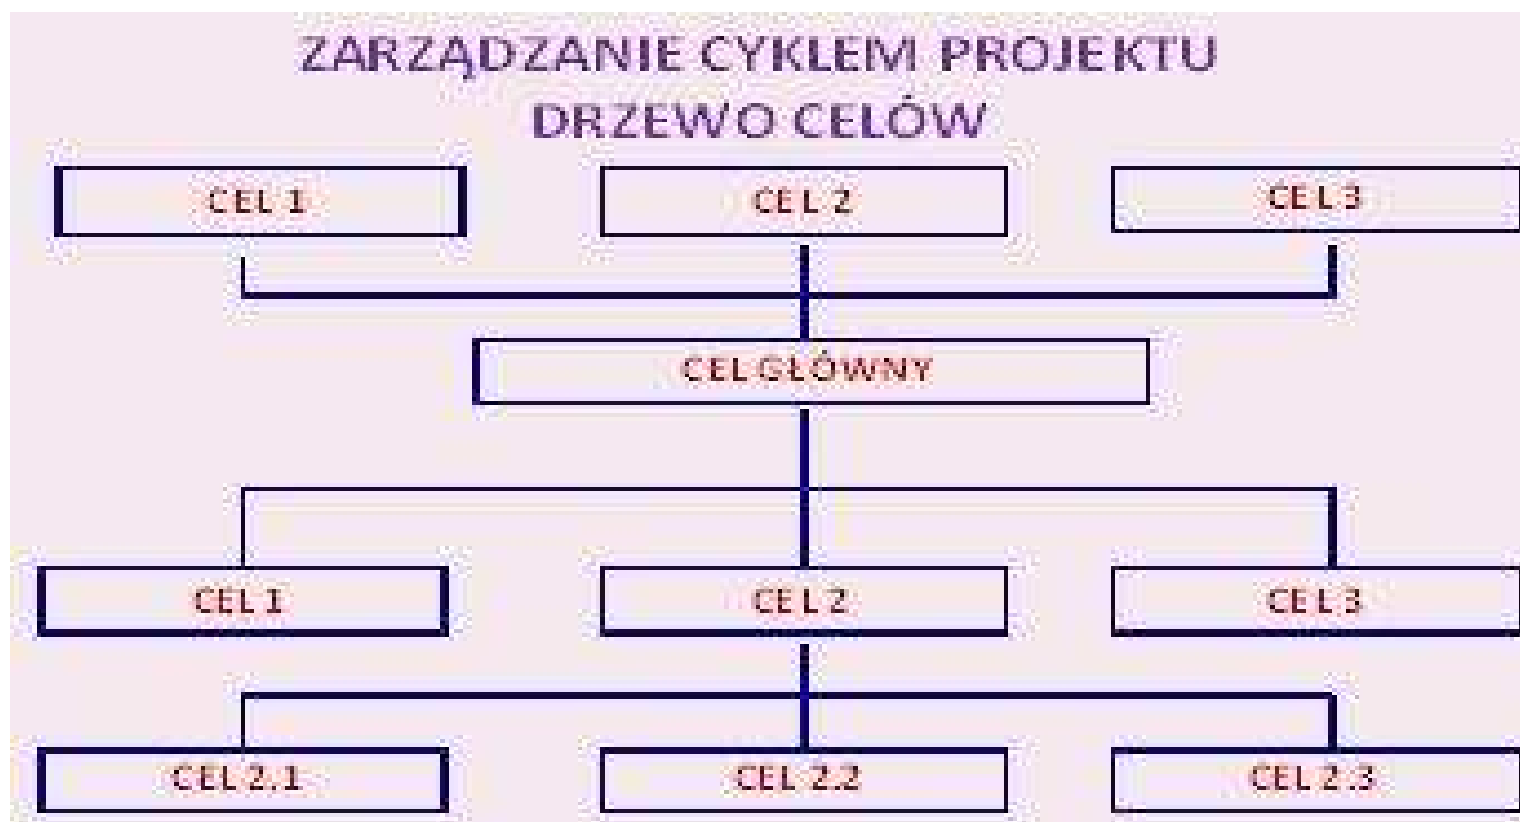 ZARZĄDZANIE CYKLEM PROJEKTU
DRZEWO CELÓW
CEL 1
CEL 2
CEL 3
CEL GŁÓWNY
CEL 1
CEL 2
CEL 3
CEL 2.1
CEL 2.2
CEL 2.3